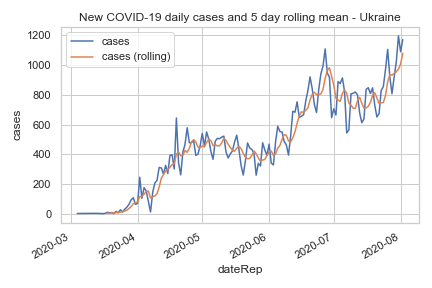 New COVID-19 daily cases and 5 day rolling mean - Ukraine
cases
cases (rolling)
1200
1000
800
600
400
200
0
cases
2020-03
2020-04
2020-05
2020-06
2020-07
2020-08
dateRep